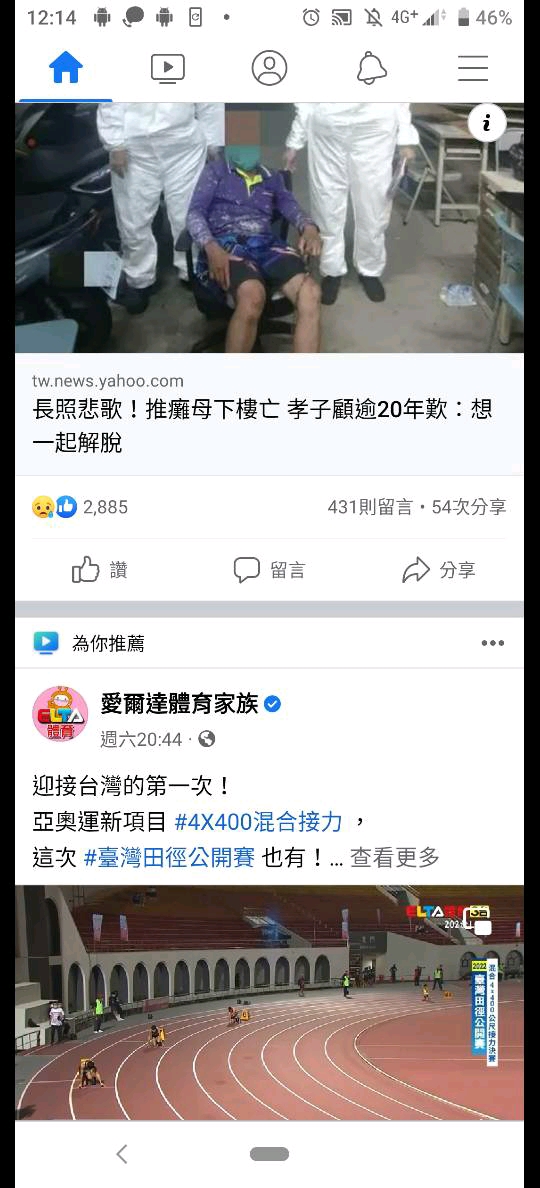 12:14
4G+
46%
i
tw.news.yahoo.com
長照悲歌！推癱母下樓亡 孝子顧逾20年歎：想
一起解脫
2,885
431則留言・54次分享
讚
留言
分享
為你推薦
ELTA
體育
愛爾達體育家族
週六20:44
迎接台灣的第一次！
亞奧運新項目 #4X400混合接力 ，
這次 #臺灣田徑公開賽 也有！... 查看更多
2022
臺灣田徑公開賽
混合4x400公尺接力決賽